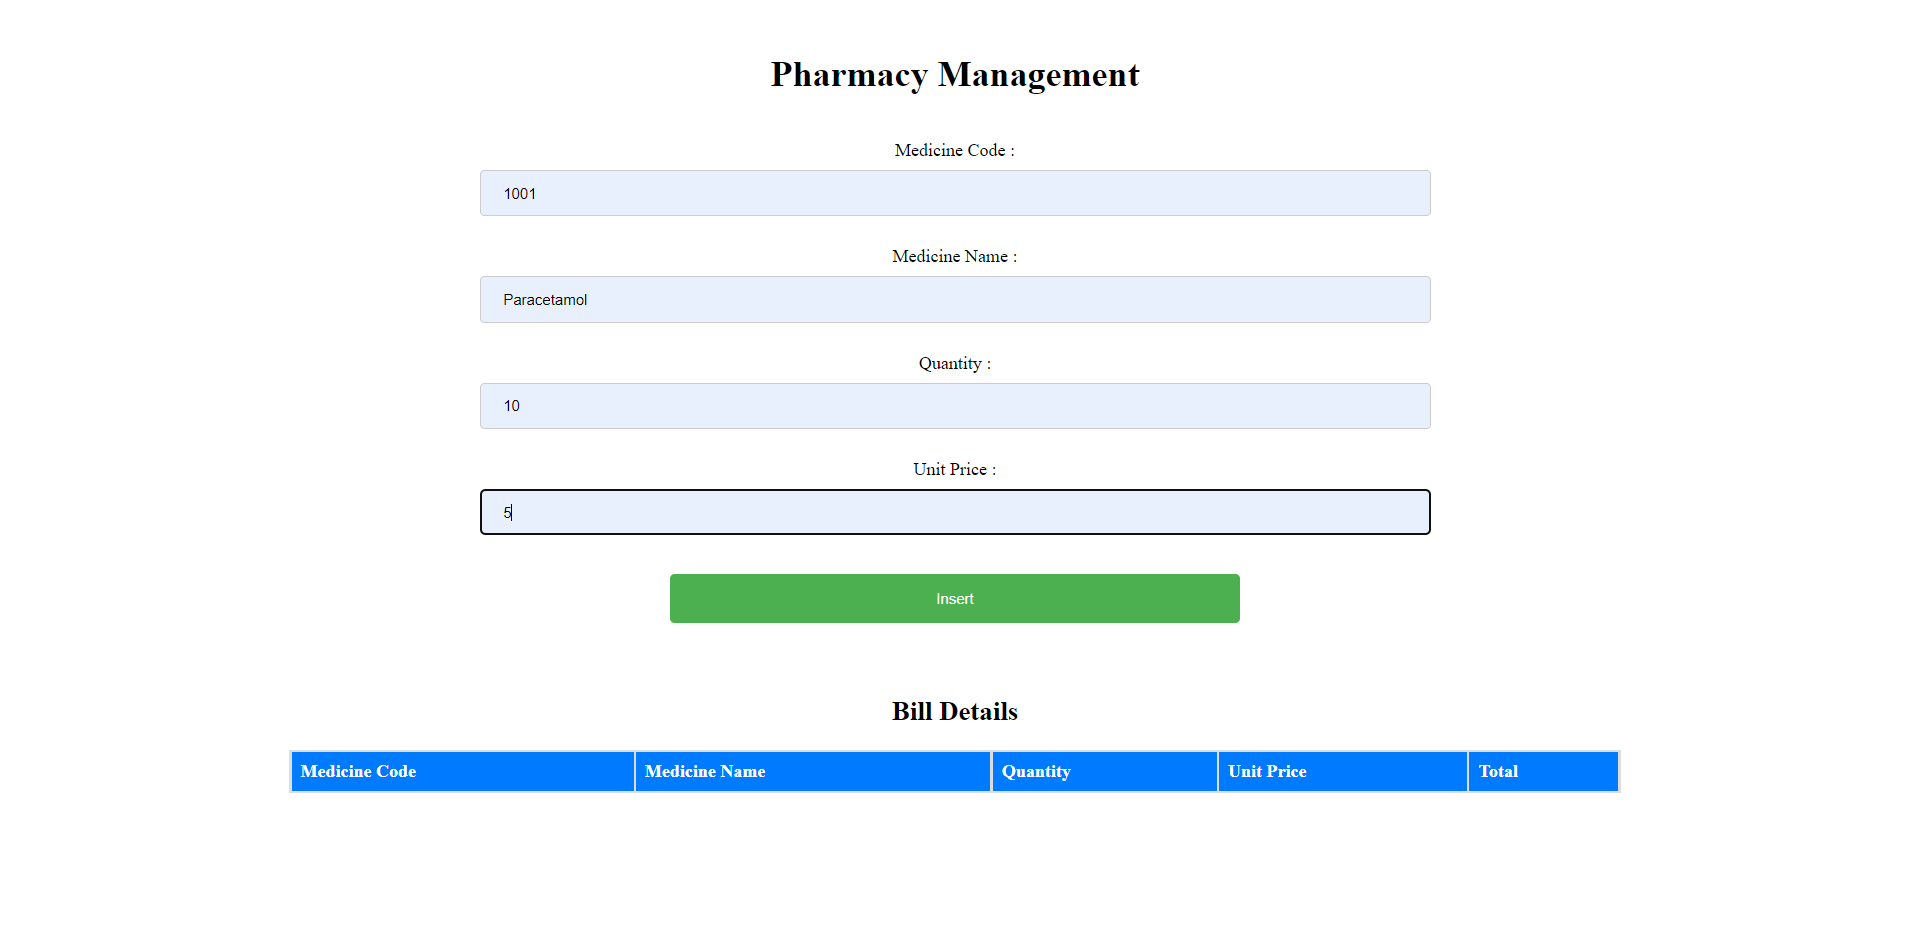 Pharmacy Management
Medicine Code :
1001
Medicine Name :
Paracetamol
Quantity :
10
Unit Price :
5
Insert
Bill Details
Medicine Code Medicine Name Quantity Unit Price Total